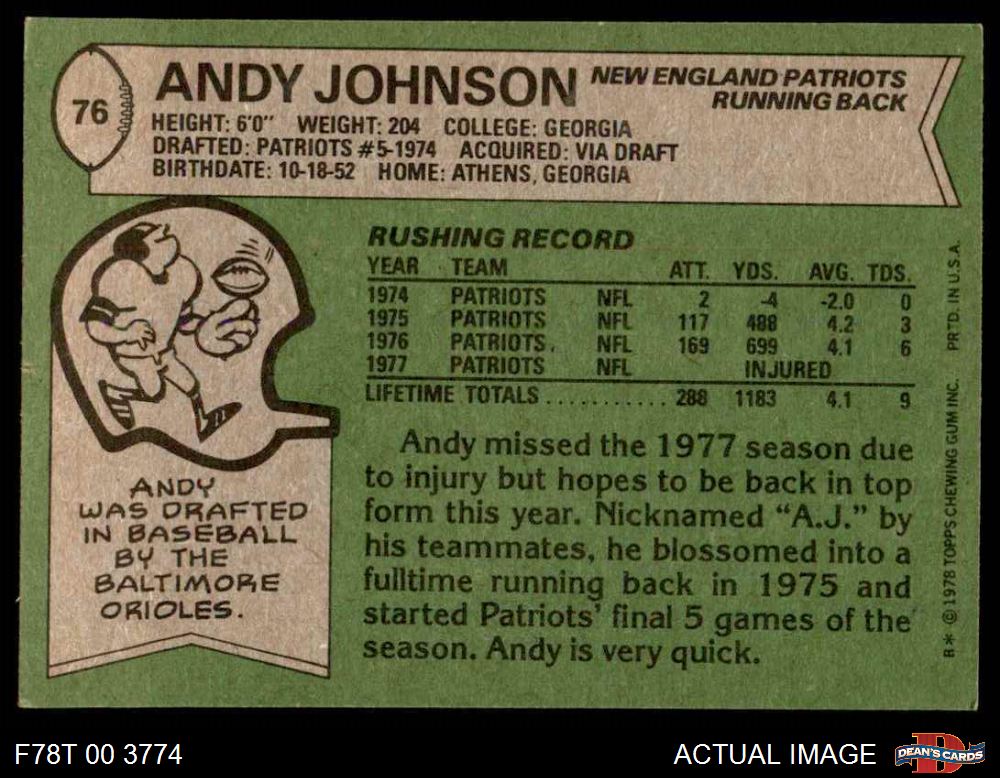 76
ANDY JOHNSON
NEW ENGLAND PATRIOTS
RUNNING BACK
HEIGHT: 6'0" WEIGHT: 204 COLLEGE: GEORGIA
DRAFTED: PATRIOTS #5-1974 ACQUIRED: VIA DRAFT
BIRTHDATE: 10-18-52 HOME: ATHENS, GEORGIA
RUSHING RECORD
YEAR TEAM ATT. YDS. AVG. TDS.
1974 PATRIOTS NFL 2 -4 -2.0 0
1975 PATRIOTS NFL 117 488 4.2 3
1976 PATRIOTS. NFL 169 699 4.1 6
1977 PATRIOTS NFL INJURED
LIFETIME TOTALS ............ 288 1183 4.1 9
Andy missed the 1977 season due
to injury but hopes to be back in top
form this year. Nicknamed “A.J.” by
his teammates, he blossomed into a
fulltime running back in 1975 and
started Patriots’ final 5 games of the
season. Andy is very quick.
ANDY
WAS DRAFTED
IN BASEBALL
BY THE
BALTIMORE
ORIOLES.
B* © 1978 TOPPS CHEWING GUM INC. PRTD. IN U.S.A.
F78T 00 3774
ACTUAL IMAGE
D
DEAN'S CARDS